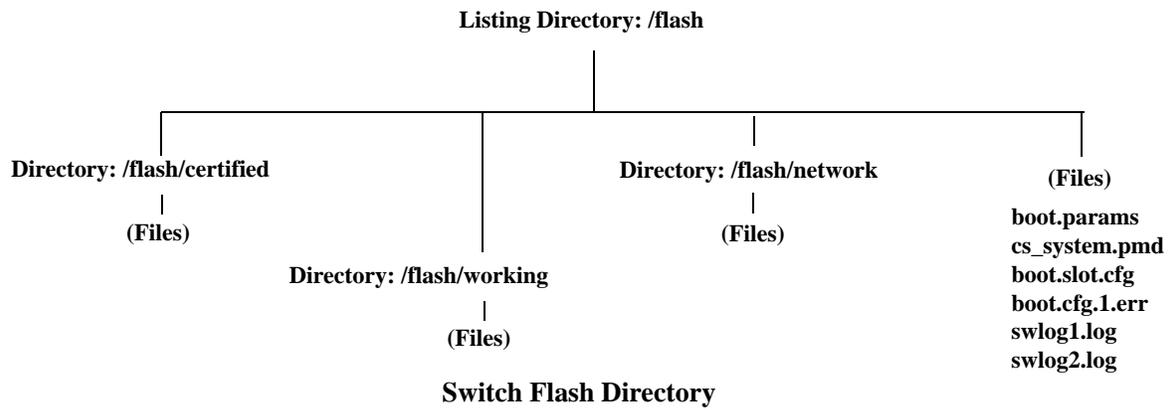 Listing Directory: /flash
Directory: /flash/certified
(Files)
Directory: /flash/working
(Files)
Directory: /flash/network
(Files)
(Files)
boot.params
cs_system.pmd
boot.slot.cfg
boot.cfg.1.err
swlog1.log
swlog2.log
Switch Flash Directory